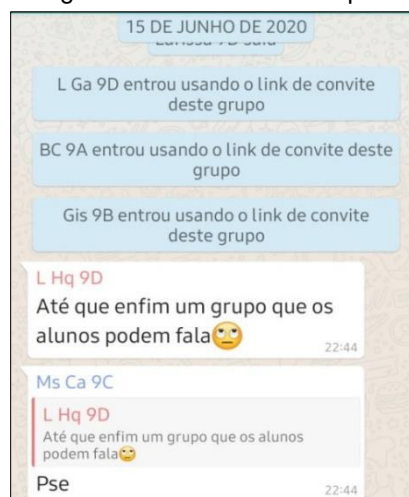 15 DE JUNHO DE 2020
Larissa 9D saiu
L Ga 9D entrou usando o link de convite
deste grupo
BC 9A entrou usando o link de convite deste
grupo
Gis 9B entrou usando o link de convite
deste grupo
L Hq 9D
Até que enfim um grupo que os
alunos podem fala🙄
22:44
Ms Ca 9C
L Hq 9D
Até que enfim um grupo que os alunos
podem fala🙄
Pse
22:44